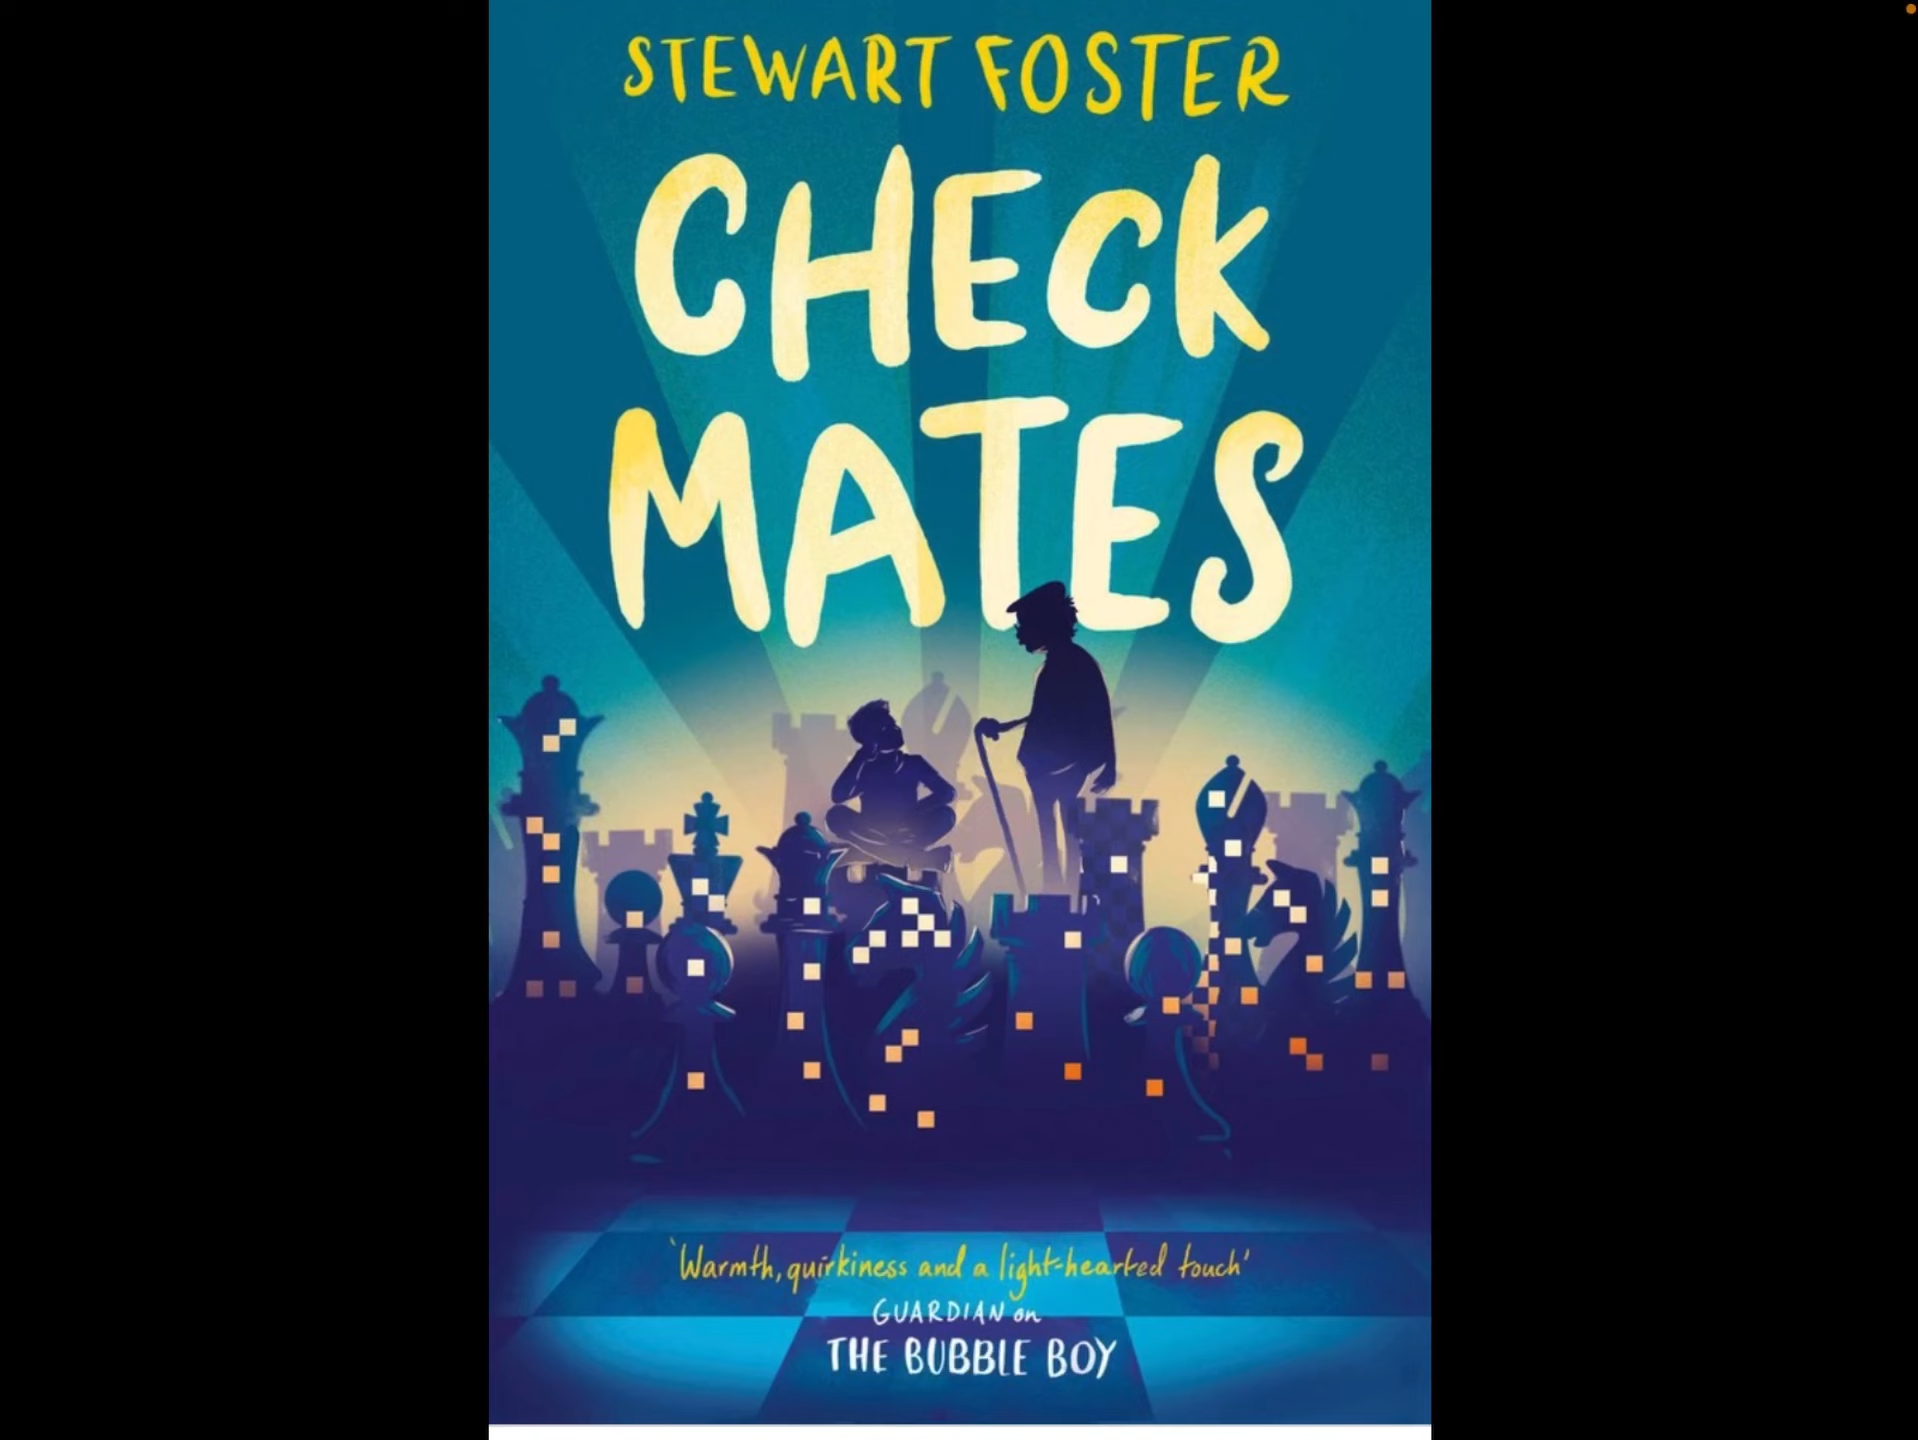 STEWART FOSTER
CHECK
MATES
'Warmth, quirkiness and a light-hearted touch'
GUARDIAN on
THE BUBBLE BOY